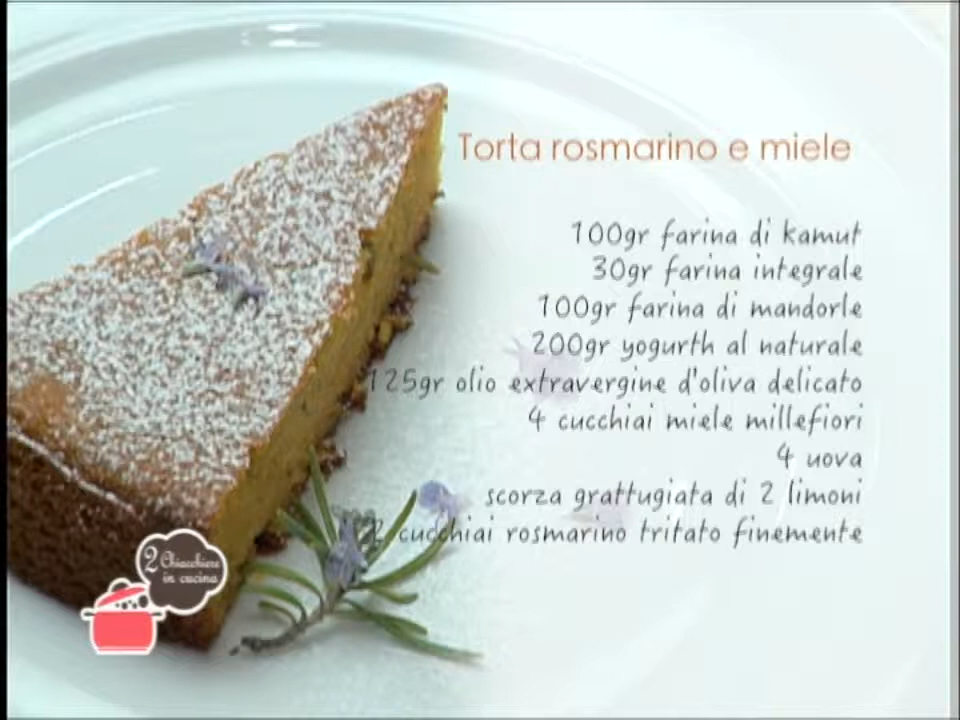 Torta rosmarino e miele
100gr farina di kamut
30gr farina integrale
100gr farina di mandorle
200gr yogurth al naturale
125gr olio extravergine d'oliva delicato
4 cucchiai miele millefiori
4 uova
scorza grattugiata di 2 limoni
2 cucchiai rosmarino tritato finemente
2 Chiacchiere
in cucina